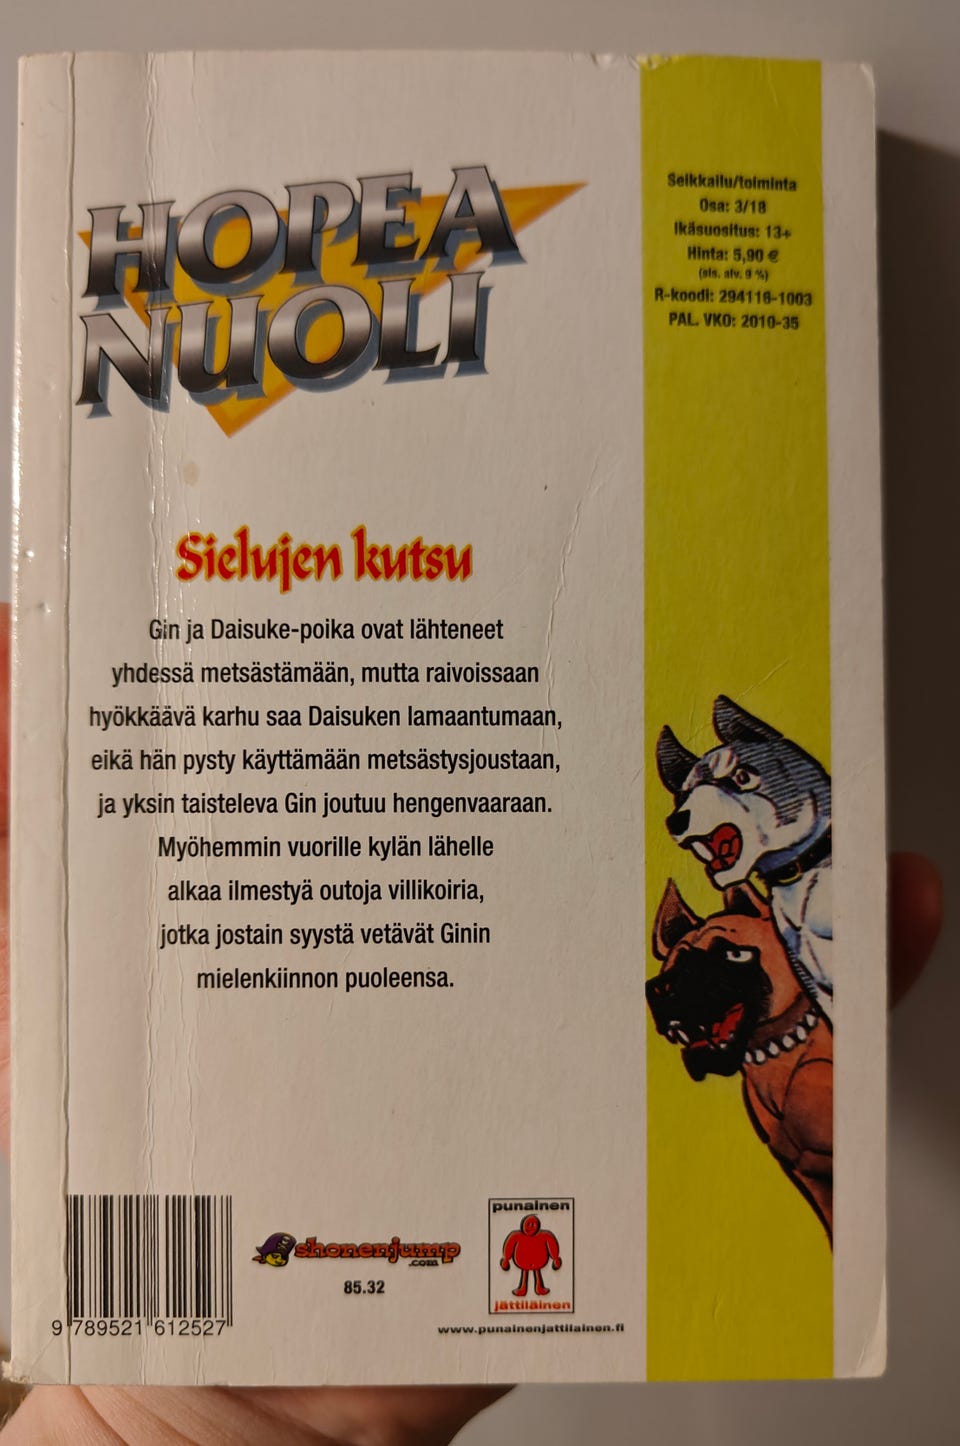 HOPEA
NUOLI
Seikkailu/toiminta
Osa: 3/18
Ikäsuositus: 13+
Hinta: 5,90 €
(sis. alv. 9 %)
R-koodi: 294116-1003
PAL. VKO: 2010-35
Sielujen kutsu
Gin ja Daisuke-poika ovat lähteneet
yhdessä metsästämään, mutta raivoissaan
hyökkäävä karhu saa Daisuken lamaantumaan,
eikä hän pysty käyttämään metsästysjoustaan,
ja yksin taisteleva Gin joutuu hengenvaaraan.
Myöhemmin vuorille kylän lähelle
alkaa ilmestyä outoja villikoiria,
jotka jostain syystä vetävät Ginin
mielenkiinnon puoleensa.
9 789521 612527
shonenjump
.com
85.32
punainen
jättiläinen
www.punainenjattilainen.fi